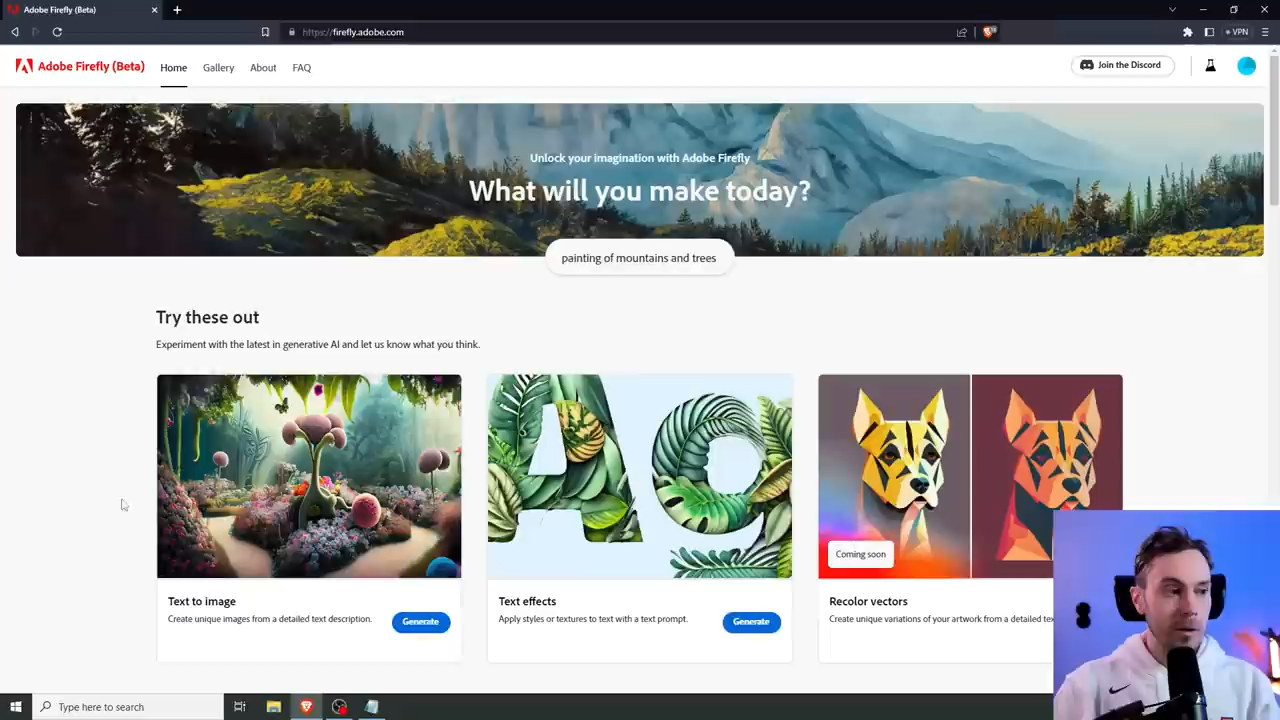 Adobe Firefly (Beta)
https://firefly.adobe.com
VPN
Adobe Firefly (Beta)
Home
Gallery
About
FAQ
Join the Discord
Unlock your imagination with Adobe Firefly
What will you make today?
painting of mountains and trees
Try these out
Experiment with the latest in generative AI and let us know what you think.
Ag
Coming soon
Text to image
Create unique images from a detailed text description.
Generate
Text effects
Apply styles or textures to text with a text prompt.
Generate
Recolor vectors
Create unique variations of your artwork from a detailed
Type here to search